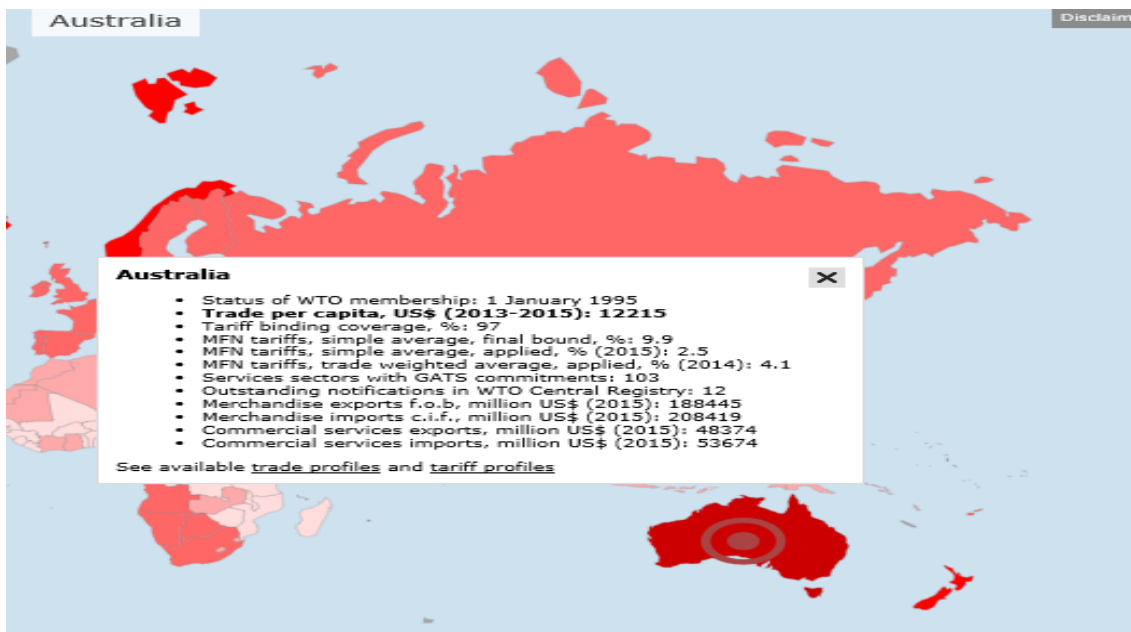 Australia
Disclaim
Australia
• Status of WTO membership: 1 January 1995
• Trade per capita, US$ (2013-2015): 12215
• Tariff binding coverage, %: 97
• MFN tariffs, simple average, final bound, %: 9.9
• MFN tariffs, simple average, applied, % (2015): 2.5
• MFN tariffs, trade weighted average, applied, % (2014): 4.1
• Services sectors with GATS commitments: 103
• Outstanding notifications in WTO Central Registry: 12
• Merchandise exports f.o.b, million US$ (2015): 188445
• Merchandise imports c.i.f., million US$ (2015): 208419
• Commercial services exports, million US$ (2015): 48374
• Commercial services imports, million US$ (2015): 53674
See available trade profiles and tariff profiles